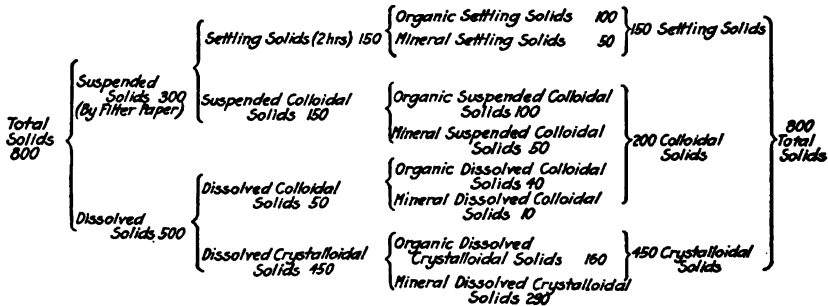 Total
Solids
800
Suspended
Solids 300
(By Filter Paper)
Dissolved
Solids 500
Settling Solids (2hrs) 150
Suspended Colloidal
Solids 150
Dissolved Colloidal
Solids 50
Dissolved Crystalloidal
Solids 450
Organic Settling Solids 100
Mineral Settling Solids 50
Organic Suspended Colloidal
Solids 100
Mineral Suspended Colloidal
Solids 50
Organic Dissolved Colloidal
Solids 40
Mineral Dissolved Colloidal
Solids 10
Organic Dissolved
Crystalloidal Solids 160
Mineral Dissolved Crystalloidal
Solids 290
150 Settling Solids
200 Colloidal
Solids
450 Crystalloidal
Solids
800
Total
Solids